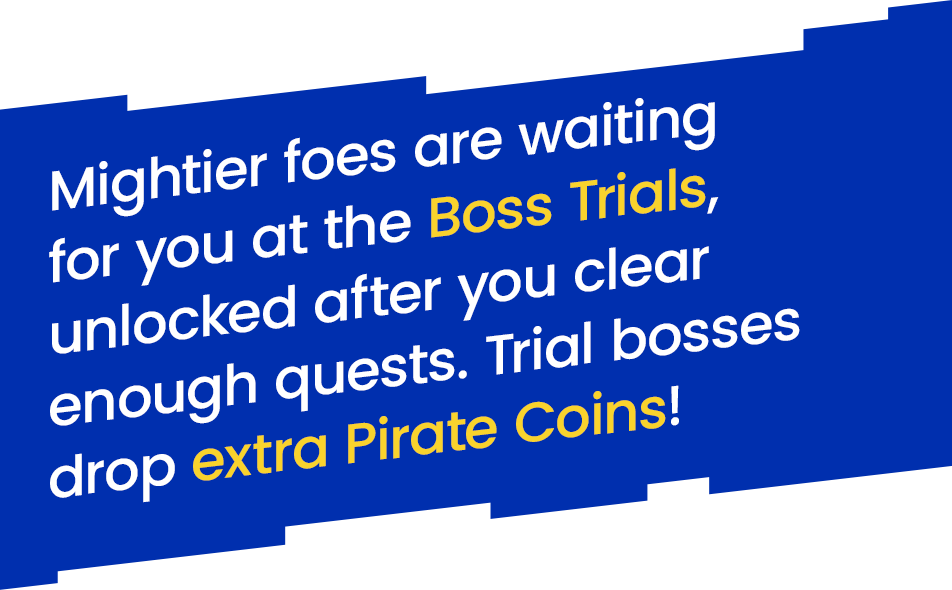 Mightier foes are waiting
for you at the Boss Trials,
unlocked after you clear
enough quests. Trial bosses
drop extra Pirate Coins!